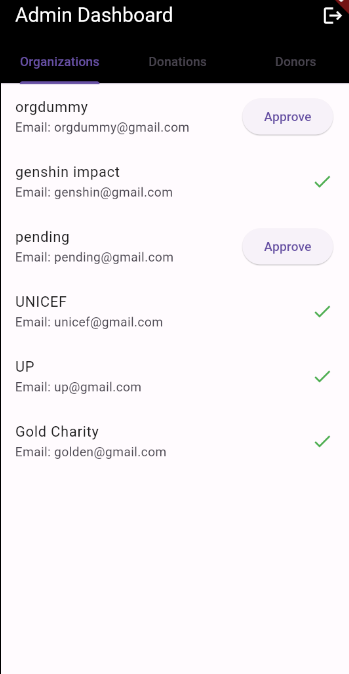 Admin Dashboard
Organizations Donations Donors
orgdummy
Email: orgdummy@gmail.com
Approve
genshin impact
Email: genshin@gmail.com
pending
Email: pending@gmail.com
Approve
UNICEF
Email: unicef@gmail.com
UP
Email: up@gmail.com
Gold Charity
Email: golden@gmail.com